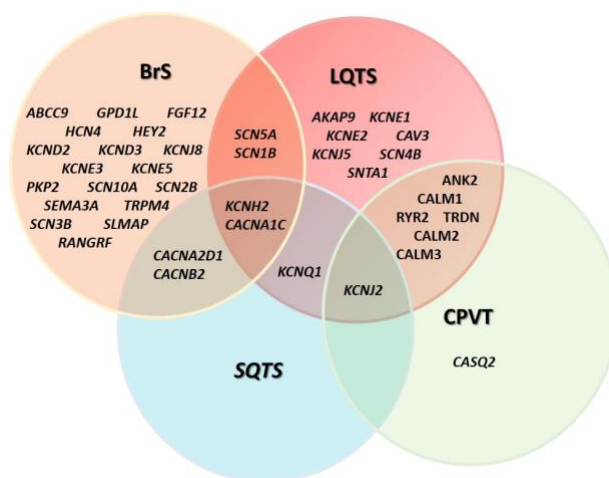 BrS
ABCC9 GPD1L FGF12
HCN4 HEY2
KCND2 KCND3 KCNJ8
KCNE3 KCNE5
PKP2 SCN10A SCN2B
SEMA3A TRPM4
SCN3B SLMAP
RANGRF
SCN5A
SCN1B
LQTS
AKAP9 KCNE1
KCNE2 CAV3
KCNJ5 SCN4B
SNTA1
ANK2
CALM1
RYR2 TRDN
CALM2
CALM3
KCNH2
CACNA1C
CACNA2D1
CACNB2
KCNQ1
KCNJ2
CPVT
CASQ2
SQTS